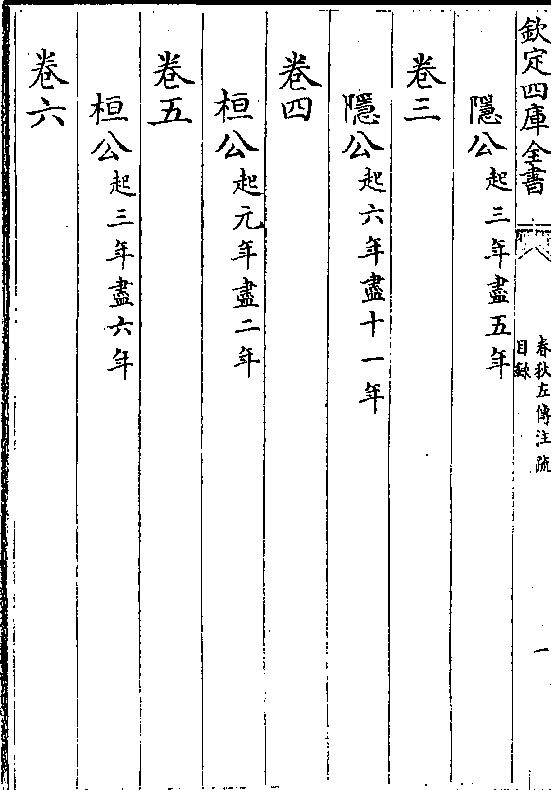 欽定四庫全書
春秋左傳注疏
目錄
一
隱公起三年盡五年
卷三
隱公起六年盡十一年
卷四
桓公起元年盡二年
卷五
桓公起三年盡六年
卷六